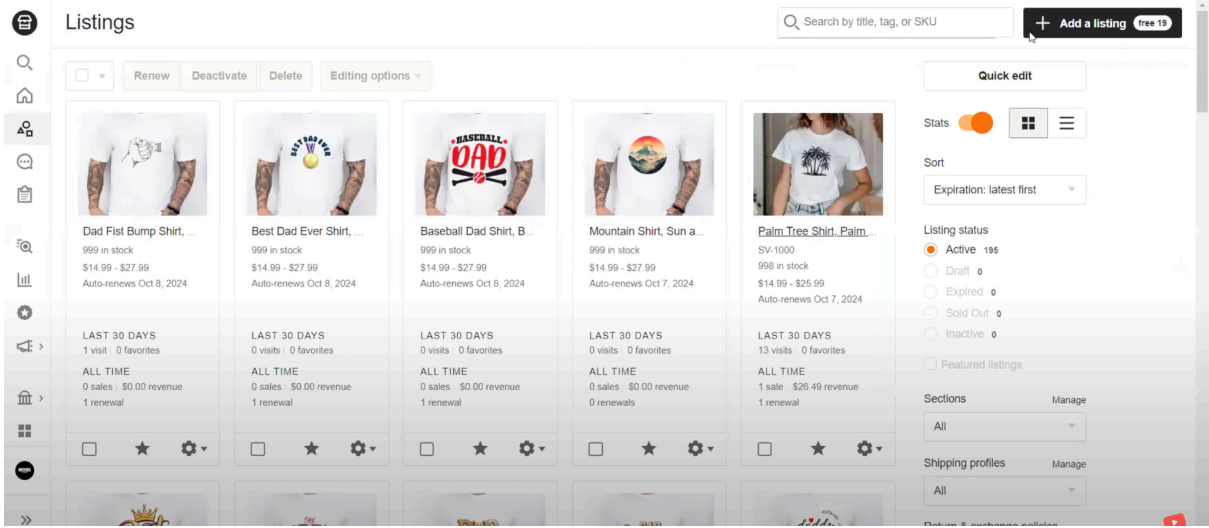 Listings
Search by title, tag, or SKU
Add a listing free 19
Renew Deactivate Delete Editing options
Quick edit
Stats
Sort
Expiration: latest first
Listing status
Active 195
Draft 0
Expired 0
Sold Out 0
Inactive 0
Featured listings
Sections Manage
All
Shipping profiles Manage
All
Return & exchange policies
Dad Fist Bump Shirt, ...
999 in stock
$14.99 - $27.99
Auto-renews Oct 8, 2024
LAST 30 DAYS
1 visit 0 favorites
ALL TIME
0 sales $0.00 revenue
1 renewal
BEST DAD EVER
Best Dad Ever Shirt, ...
999 in stock
$14.99 - $27.99
Auto-renews Oct 8, 2024
LAST 30 DAYS
0 visits 0 favorites
ALL TIME
0 sales $0.00 revenue
1 renewal
BASEBALL
DAD
Baseball Dad Shirt, B...
999 in stock
$14.99 - $27.99
Auto-renews Oct 8, 2024
LAST 30 DAYS
0 visits 0 favorites
ALL TIME
0 sales $0.00 revenue
1 renewal
Mountain Shirt, Sun a...
999 in stock
$14.99 - $27.99
Auto-renews Oct 7, 2024
LAST 30 DAYS
0 visits 0 favorites
ALL TIME
0 sales $0.00 revenue
0 renewals
Palm Tree Shirt, Palm ...
SV-1000
998 in stock
$14.99 - $25.99
Auto-renews Oct 7, 2024
LAST 30 DAYS
13 visits 0 favorites
ALL TIME
1 sale $26.49 revenue
1 renewal
THE
daddy